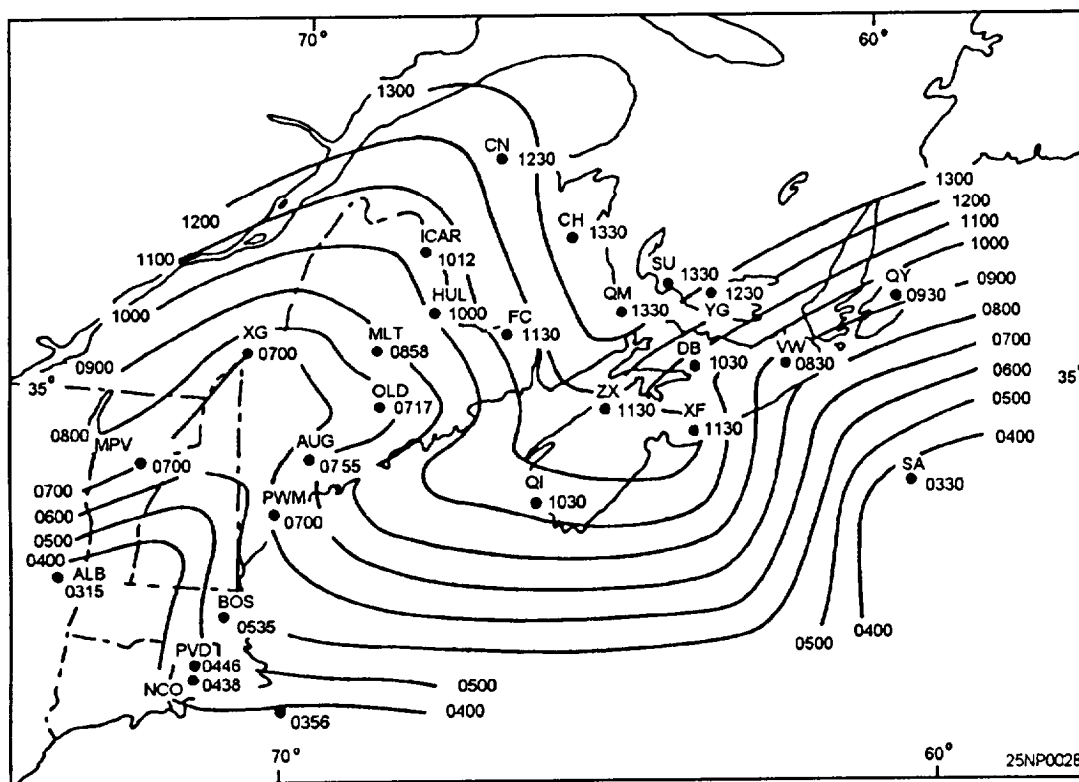 70°
60°
1300
CN
1230
1300
1200
1200
1100
CH
1330
ICAR
1012
1000
SU
1330
QY
0930
1100
HUL
1000
QM
1330
1230
YG
0900
1000
FC
1130
0800
XG
0700
MLT
0858
DB
1030
VW
0830
0700
0900
35°
35
0600
OLD
0717
ZX
1130
XF
1130
0500
0800
MPV
0700
AUG
0755
0400
SA
0330
0700
PWM
0700
QI
1030
0600
0500
0400
ALB
0315
BOS
0535
0400
0500
PVD
0446
0438
NCO
0500
0400
0356
70°
60°
25NP002E